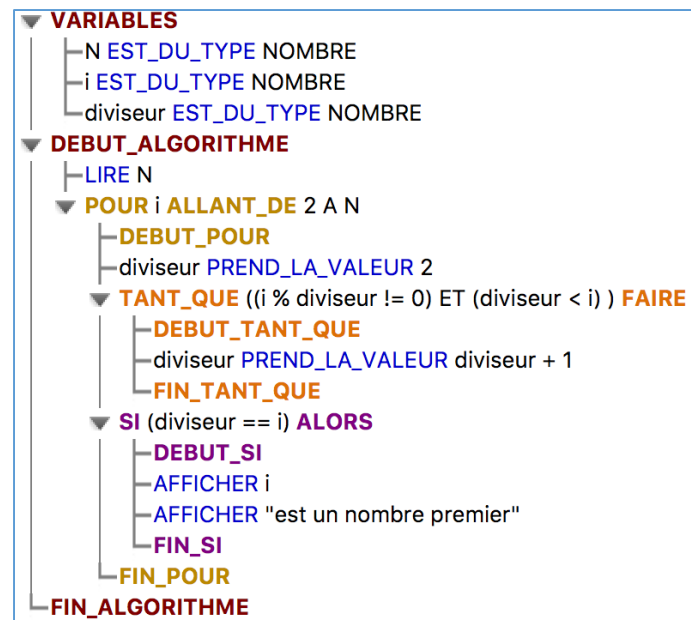 VARIABLES
N EST_DU_TYPE NOMBRE
i EST_DU_TYPE NOMBRE
diviseur EST_DU_TYPE NOMBRE
DEBUT_ALGORITHME
LIRE N
POUR i ALLANT_DE 2 A N
DEBUT_POUR
diviseur PREND_LA_VALEUR 2
TANT_QUE ((i % diviseur != 0) ET (diviseur < i) ) FAIRE
DEBUT_TANT_QUE
diviseur PREND_LA_VALEUR diviseur + 1
FIN_TANT_QUE
SI (diviseur == i) ALORS
DEBUT_SI
AFFICHER i
AFFICHER "est un nombre premier"
FIN_SI
FIN_POUR
FIN_ALGORITHME